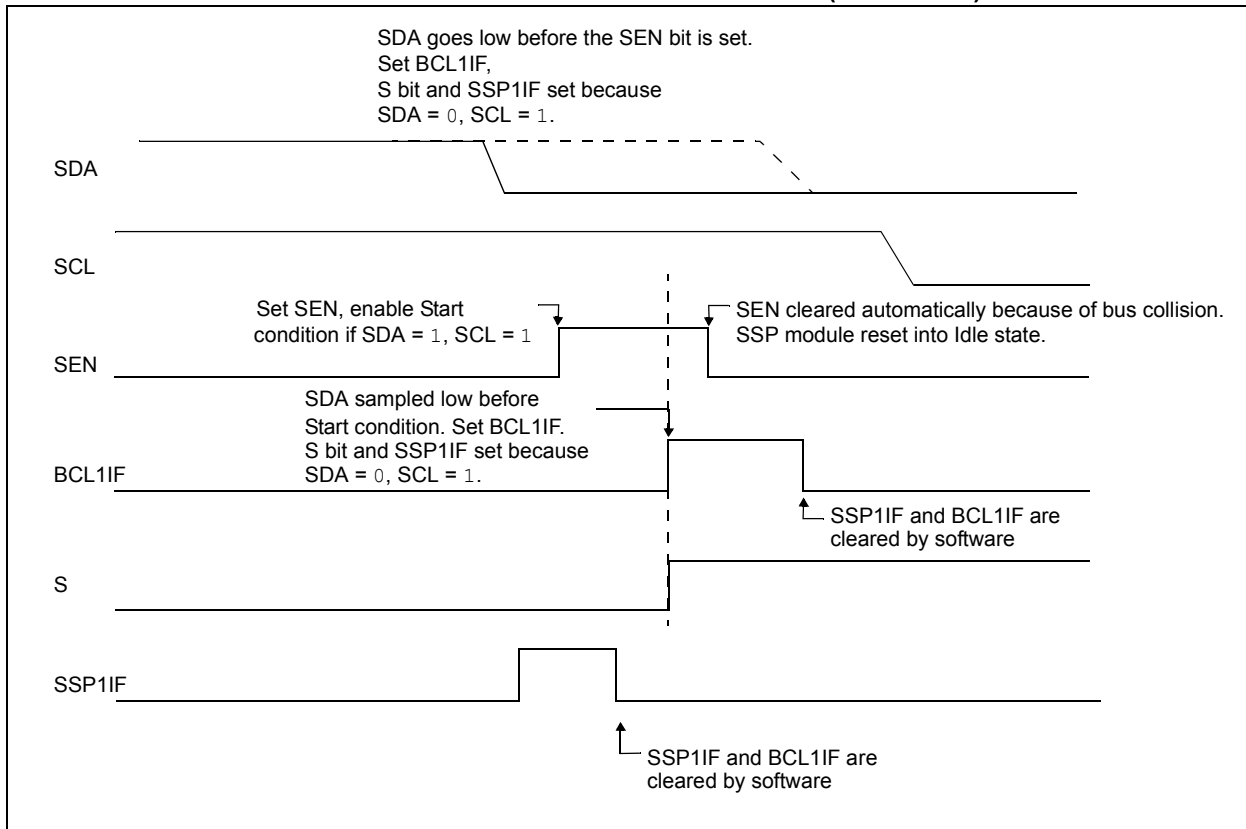 SDA goes low before the SEN bit is set.
Set BCL1IF,
S bit and SSP1IF set because
SDA = 0, SCL = 1.
SDA
SCL
Set SEN, enable Start
condition if SDA = 1, SCL = 1
SEN cleared automatically because of bus collision.
SSP module reset into Idle state.
SEN
SDA sampled low before
Start condition. Set BCL1IF.
S bit and SSP1IF set because
SDA = 0, SCL = 1.
BCL1IF
SSP1IF and BCL1IF are
cleared by software
S
SSP1IF
SSP1IF and BCL1IF are
cleared by software